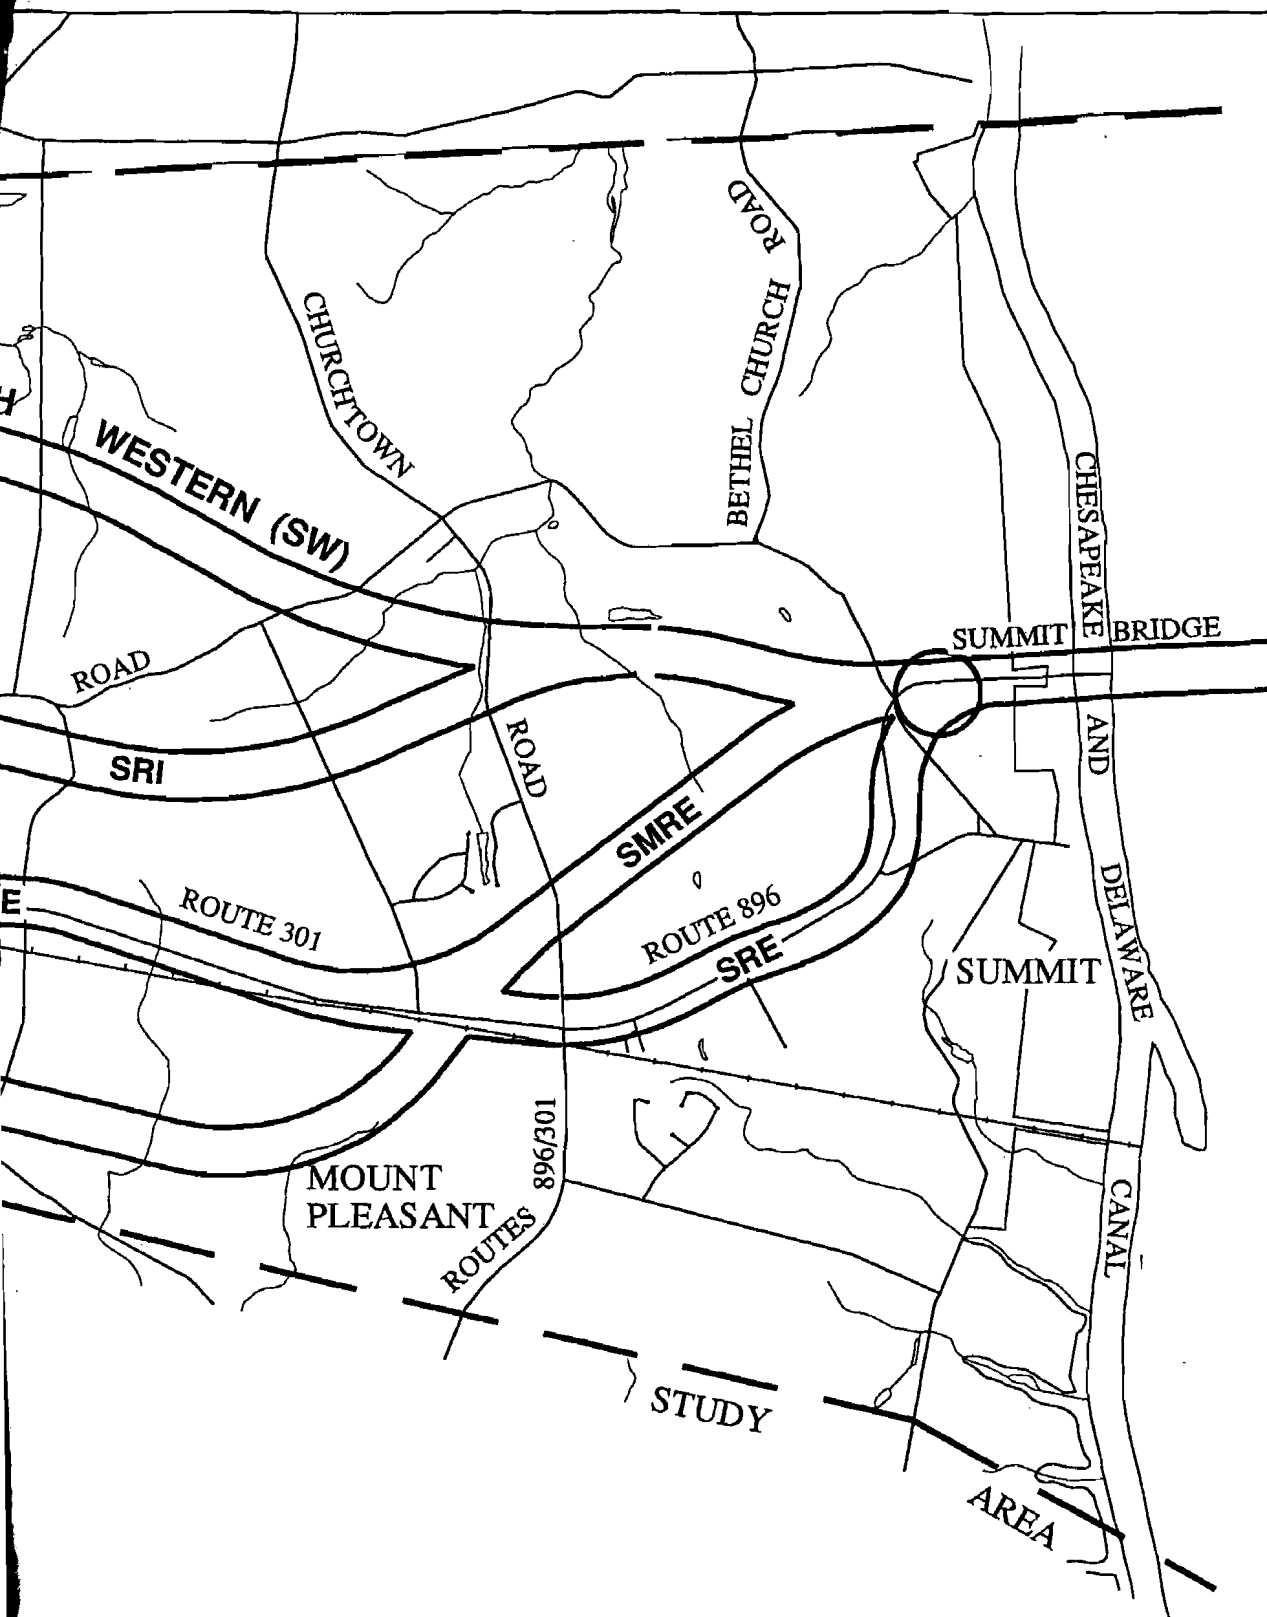 BETHEL CHURCH ROAD
CHURCHTOWN
H
WESTERN (SW)
CHESAPEAKE
SUMMIT BRIDGE
ROAD
SRI
ROAD
AND
SMRE
E
ROUTE 301
ROUTE 896
SRE
DELAWARE
SUMMIT
896/301
MOUNT
PLEASANT
ROUTES
CANAL
STUDY
AREA